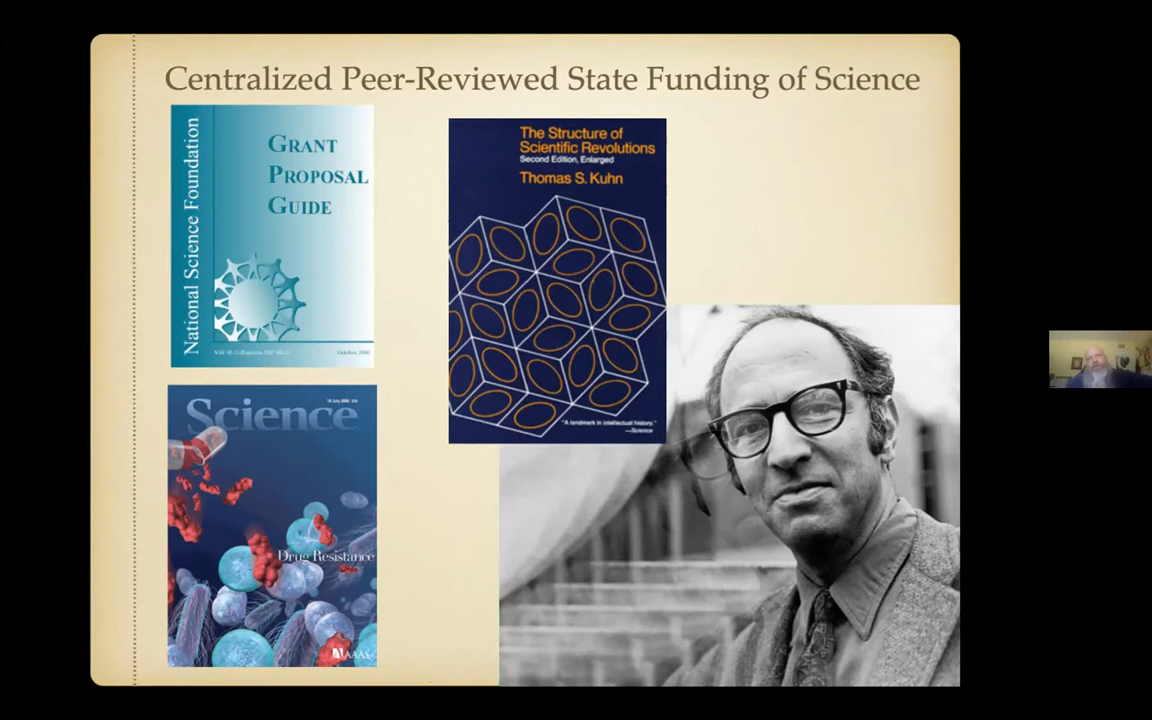 Centralized Peer-Reviewed State Funding of Science
National Science Foundation
GRANT
PROPOSAL
GUIDE
October 2000
The Structure of
Scientific Revolutions
Second Edition, Enlarged
Thomas S. Kuhn
"A landmark in intellectual history."
—Science
Science
Drug Resistance
AAAS